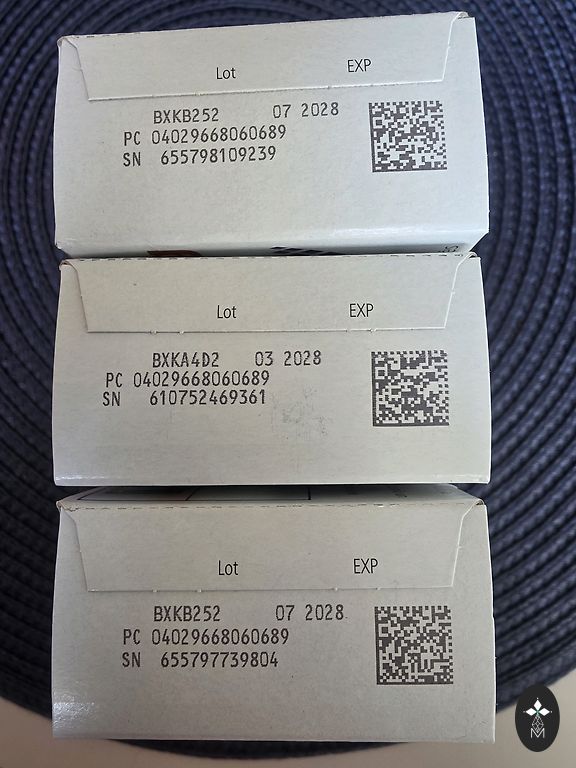 Lot EXP
BXKB252 07 2028
PC 04029668060689
SN 655798109239
Lot EXP
BXKA4D2 03 2028
PC 04029668060689
SN 610752469361
Lot EXP
BXKB252 07 2028
PC 04029668060689
SN 655797739804